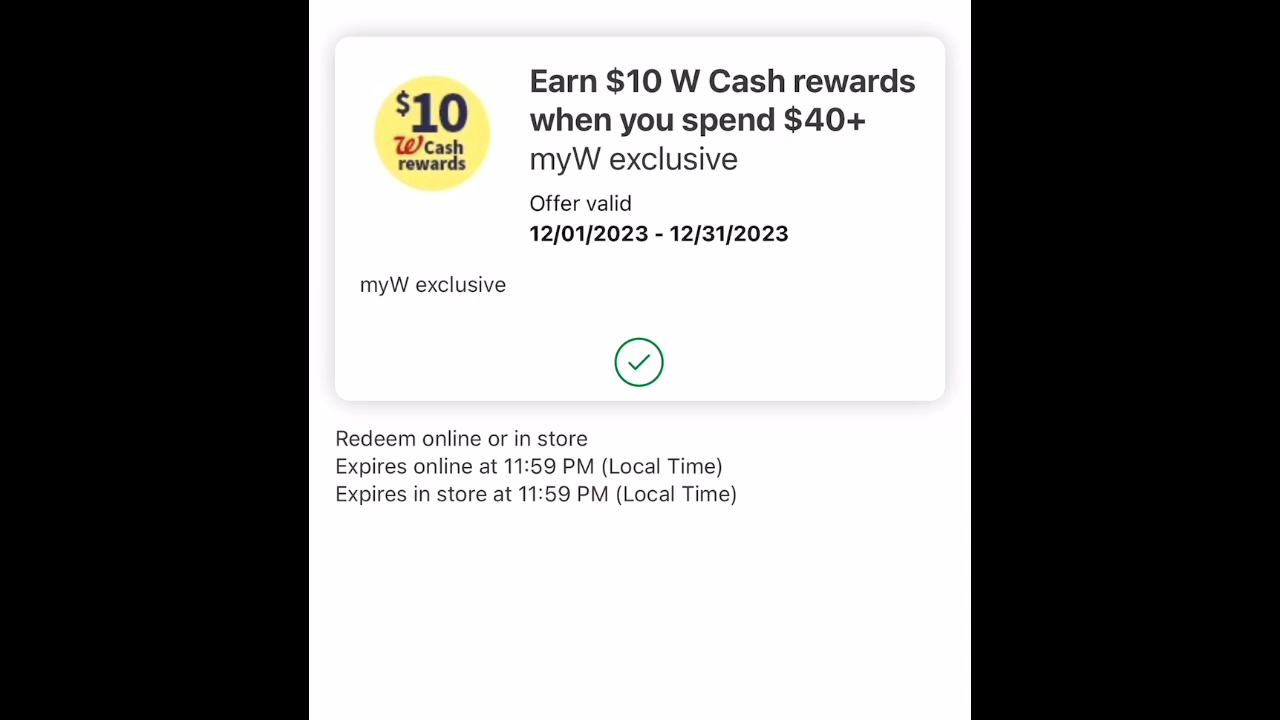 $10
W Cash
rewards
Earn $10 W Cash rewards
when you spend $40+
myW exclusive
Offer valid
12/01/2023 - 12/31/2023
myW exclusive
Redeem online or in store
Expires online at 11:59 PM (Local Time)
Expires in store at 11:59 PM (Local Time)